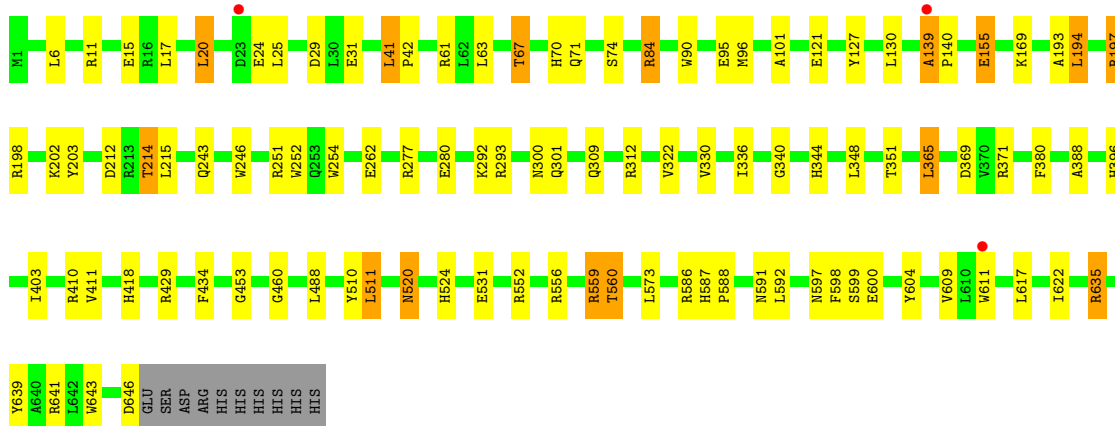 M1 L6 R11 E15 R16 L17 L20 D23 E24 L25 D29 L30 E31 L41 P42 R61 L62 L63 T67 H70 Q71 S74 R84 W90 E95 M96 A101 E121 Y127 L130 A139 P140 E155 K169 A193 L194 R197
R198 K202 Y203 D212 R213 T214 L215 Q243 W246 R251 W252 Q253 W254 E262 R277 E280 K292 R293 N300 Q301 Q309 R312 V322 V330 I336 G340 H344 L348 T351 L365 D369 V370 R371 F380 A388 H396
I403 R410 V411 H418 R429 F434 G453 G460 L488 Y510 L511 N520 H524 E531 R552 R556 R559 T560 L573 R586 H587 P588 N591 L592 N597 F598 S599 E600 Y604 V609 L610 W611 L617 I622 R635
Y639 A640 R641 L642 W643 D646 GLU SER ASP ARG HIS HIS HIS HIS HIS HIS